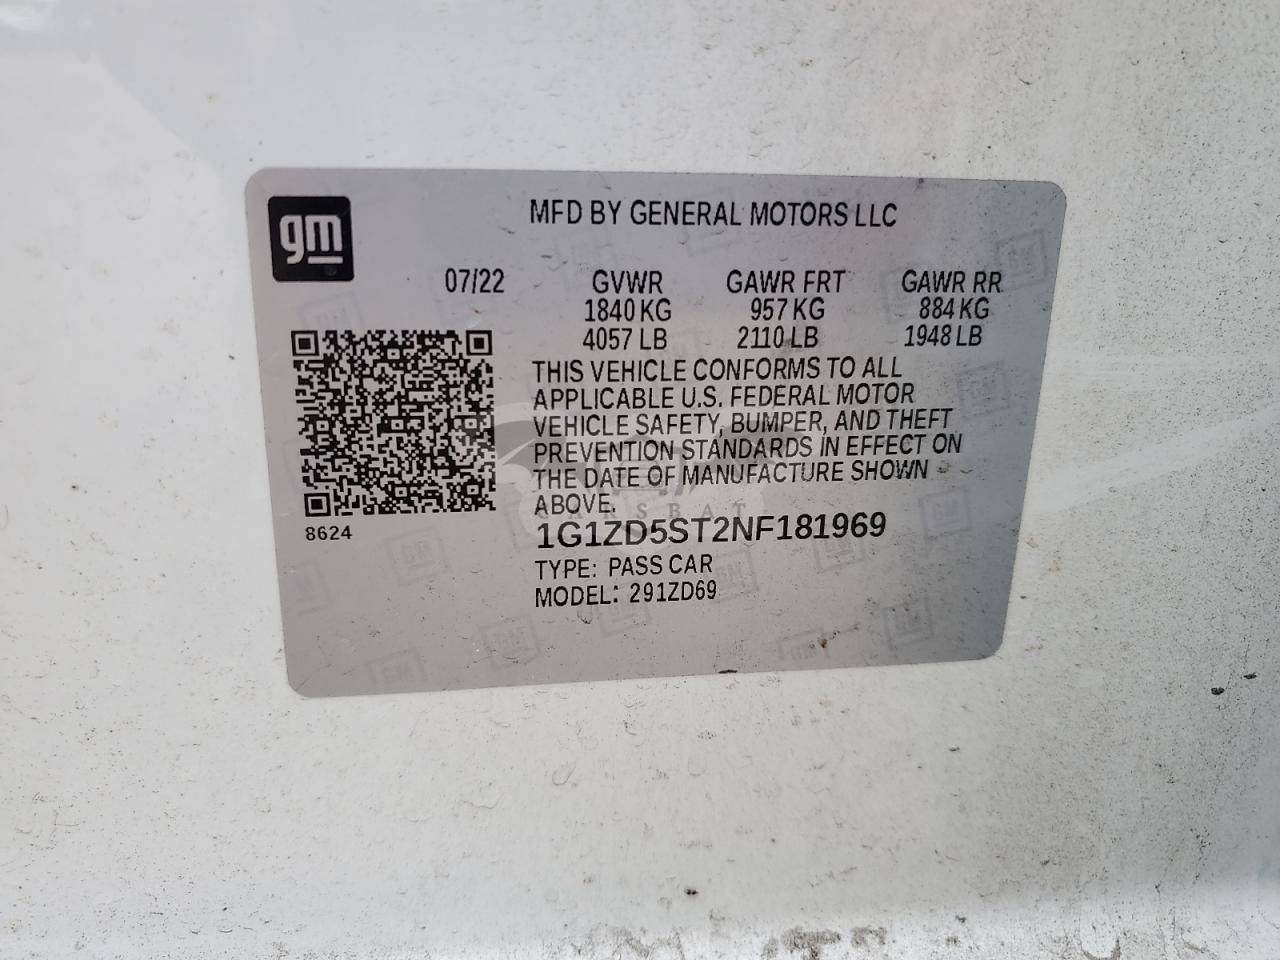 gm
MFD BY GENERAL MOTORS LLC
07/22 GVWR GAWR FRT GAWR RR
1840 KG 957 KG 884 KG
4057 LB 2110 LB 1948 LB
THIS VEHICLE CONFORMS TO ALL
APPLICABLE U.S. FEDERAL MOTOR
VEHICLE SAFETY, BUMPER, AND THEFT
PREVENTION STANDARDS IN EFFECT ON
THE DATE OF MANUFACTURE SHOWN
ABOVE.
CARSBAT
8624
1G1ZD5ST2NF181969
TYPE: PASS CAR
MODEL: 291ZD69